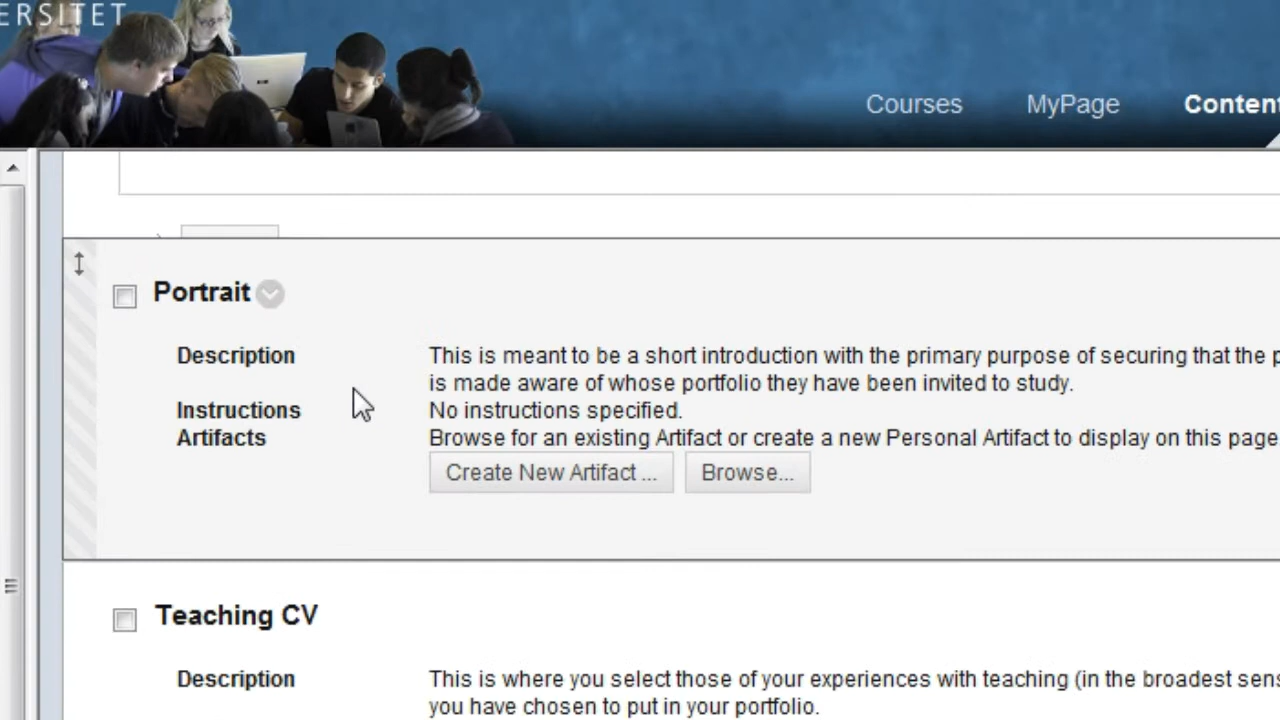 ERSITET
Courses MyPage Content
Portrait
Description This is meant to be a short introduction with the primary purpose of securing that the p
is made aware of whose portfolio they have been invited to study.
Instructions No instructions specified.
Artifacts Browse for an existing Artifact or create a new Personal Artifact to display on this page
Create New Artifact ... Browse...
Teaching CV
Description This is where you select those of your experiences with teaching (in the broadest sens
you have chosen to put in your portfolio.